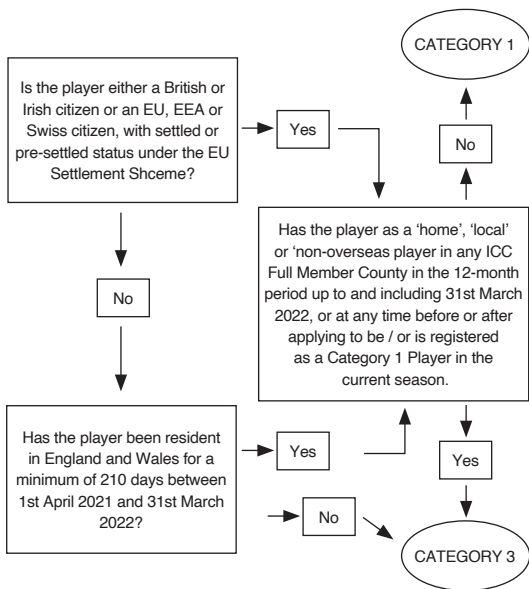 CATEGORY 1
Is the player either a British or
Irish citizen or an EU, EEA or
Swiss citizen, with settled or
pre-settled status under the EU
Settlement Shceme?
Yes
No
Has the player as a ‘home’, ‘local’
or ‘non-overseas player in any ICC
Full Member County in the 12-month
period up to and including 31st March
2022, or at any time before or after
applying to be / or is registered
as a Category 1 Player in the
current season.
No
Has the player been resident
in England and Wales for a
minimum of 210 days between
1st April 2021 and 31st March
2022?
Yes
Yes
No
CATEGORY 3